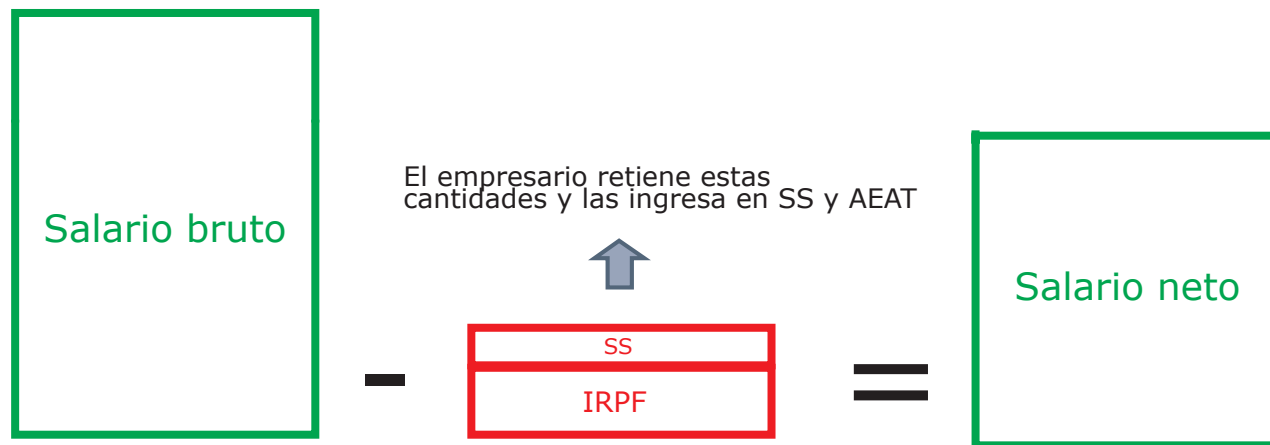 El empresario retiene estas
cantidades y las ingresa en SS y AEAT
Salario bruto
-
SS
IRPF
=
Salario neto